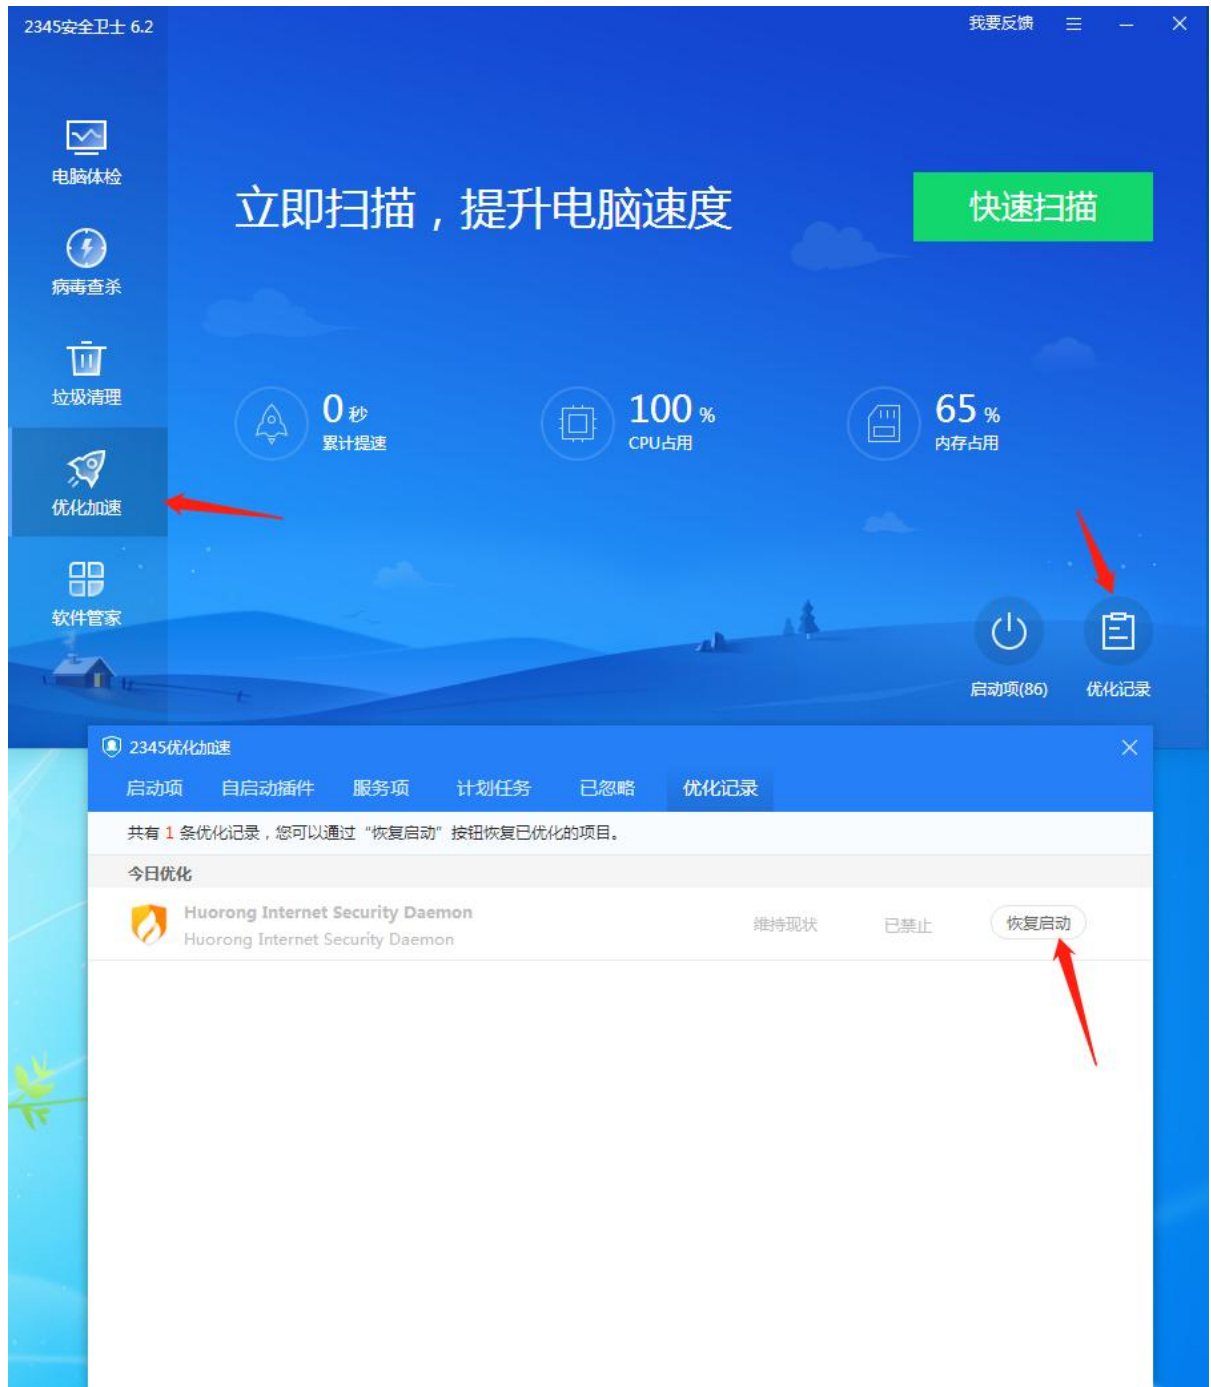 2345安全卫士 6.2
我要反馈
电脑体检
立即扫描，提升电脑速度
快速扫描
病毒查杀
垃圾清理
0 秒
累计提速
100 %
CPU占用
65 %
内存占用
优化加速
软件管家
启动项(86)
优化记录
2345优化加速
启动项 自启动插件 服务项 计划任务 已忽略 优化记录
共有 1 条优化记录，您可以通过“恢复启动”按钮恢复已优化的项目。
今日优化
Huorong Internet Security Daemon
Huorong Internet Security Daemon
维持现状 已禁止 恢复启动